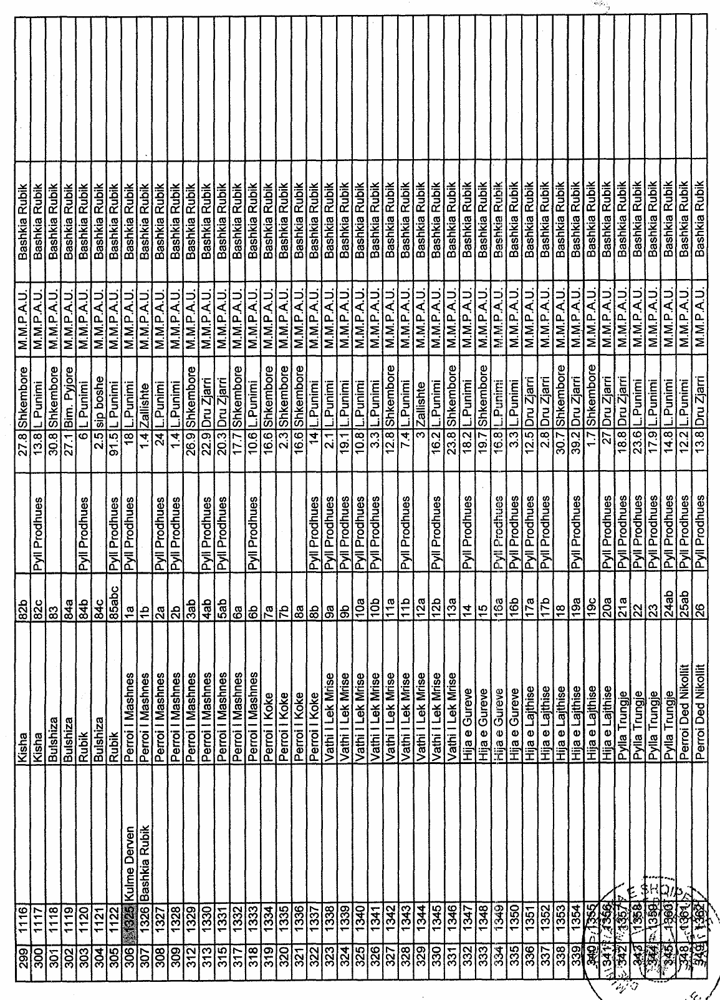 299 1116 Kisha 82b 27.8 Shkembore M.M.P.A.U. Bashkia Rubik
300 1117 Kisha 82c Pyll Prodhues 13.8 L Punimi M.M.P.A.U. Bashkia Rubik
301 1118 Bulshiza 83 30.8 Shkembore M.M.P.A.U. Bashkia Rubik
302 1119 Bulshiza 84a 27.1 Bim. Pyjore M.M.P.A.U. Bashkia Rubik
303 1120 Rubik 84b Pyll Prodhues 6 L Punimi M.M.P.A.U. Bashkia Rubik
304 1121 Bulshiza 84c 2.5 sip boshe M.M.P.A.U. Bashkia Rubik
305 1122 Rubik 85abc Pyll Prodhues 91.5 L Punimi M.M.P.A.U. Bashkia Rubik
306 1325 Kulme Derven Perroi I Mashnes 1a Pyll Prodhues 18 L.Punimi M.M.P.A.U. Bashkia Rubik
307 1326 Bashkia Rubik Perroi I Mashnes 1b 1.4 Zallishte M.M.P.A.U. Bashkia Rubik
308 1327 Perroi I Mashnes 2a Pyll Prodhues 24 L.Punimi M.M.P.A.U. Bashkia Rubik
309 1328 Perroi I Mashnes 2b Pyll Prodhues 1.4 L.Punimi M.M.P.A.U. Bashkia Rubik
312 1329 Perroi I Mashnes 3ab 26.9 Shkembore M.M.P.A.U. Bashkia Rubik
313 1330 Perroi I Mashnes 4ab Pyll Prodhues 22.9 Dru Zjarri M.M.P.A.U. Bashkia Rubik
315 1331 Perroi I Mashnes 5ab Pyll Prodhues 20.3 Dru Zjarri M.M.P.A.U. Bashkia Rubik
317 1332 Perroi I Mashnes 6a 17.7 Shkembore M.M.P.A.U. Bashkia Rubik
318 1333 Perroi I Mashnes 6b Pyll Prodhues 10.6 L.Punimi M.M.P.A.U. Bashkia Rubik
319 1334 Perroi I Koke 7a 16.6 Shkembore M.M.P.A.U. Bashkia Rubik
320 1335 Perroi I Koke 7b 2.3 Shkembore M.M.P.A.U. Bashkia Rubik
321 1336 Perroi I Koke 8a 16.6 Shkembore M.M.P.A.U. Bashkia Rubik
322 1337 Perroi I Koke 8b Pyll Prodhues 14 L.Punimi M.M.P.A.U. Bashkia Rubik
323 1338 Vathi I Lek Mrise 9a Pyll Prodhues 2.1 L.Punimi M.M.P.A.U. Bashkia Rubik
324 1339 Vathi I Lek Mrise 9b Pyll Prodhues 19.1 L.Punimi M.M.P.A.U. Bashkia Rubik
325 1340 Vathi I Lek Mrise 10a Pyll Prodhues 10.8 L.Punimi M.M.P.A.U. Bashkia Rubik
326 1341 Vathi I Lek Mrise 10b Pyll Prodhues 3.3 L.Punimi M.M.P.A.U. Bashkia Rubik
327 1342 Vathi I Lek Mrise 11a 12.8 Shkembore M.M.P.A.U. Bashkia Rubik
328 1343 Vathi I Lek Mrise 11b Pyll Prodhues 7.4 L.Punimi M.M.P.A.U. Bashkia Rubik
329 1344 Vathi I Lek Mrise 12a 3 Zallishte M.M.P.A.U. Bashkia Rubik
330 1345 Vathi I Lek Mrise 12b Pyll Prodhues 16.2 L.Punimi M.M.P.A.U. Bashkia Rubik
331 1346 Vathi I Lek Mrise 13a 23.8 Shkembore M.M.P.A.U. Bashkia Rubik
332 1347 Hija e Gureve 14 Pyll Prodhues 18.2 L.Punimi M.M.P.A.U. Bashkia Rubik
333 1348 Hija e Gureve 15 19.7 Shkembore M.M.P.A.U. Bashkia Rubik
334 1349 Hija e Gureve 16a Pyll Prodhues 16.8 L.Punimi M.M.P.A.U. Bashkia Rubik
335 1350 Hija e Gureve 16b Pyll Prodhues 3.3 L.Punimi M.M.P.A.U. Bashkia Rubik
336 1351 Hija e Lajthise 17a Pyll Prodhues 12.5 Dru Zjarri M.M.P.A.U. Bashkia Rubik
337 1352 Hija e Lajthise 17b Pyll Prodhues 2.8 Dru Zjarri M.M.P.A.U. Bashkia Rubik
338 1353 Hija e Lajthise 18 30.7 Shkembore M.M.P.A.U. Bashkia Rubik
339 1354 Hija e Lajthise 19a Pyll Prodhues 39.2 Dru Zjarri M.M.P.A.U. Bashkia Rubik
340 1355 Hija e Lajthise 19c 1.7 Shkembore M.M.P.A.U. Bashkia Rubik
341 1356 Hija e Lajthise 20a Pyll Prodhues 27 Dru Zjarri M.M.P.A.U. Bashkia Rubik
342 1357 Pylla Trungje 21a Pyll Prodhues 18.8 Dru Zjarri M.M.P.A.U. Bashkia Rubik
343 1358 Pylla Trungje 22 Pyll Prodhues 23.6 L.Punimi M.M.P.A.U. Bashkia Rubik
344 1359 Pylla Trungje 23 Pyll Prodhues 17.9 L.Punimi M.M.P.A.U. Bashkia Rubik
345 1360 Pylla Trungje 24ab Pyll Prodhues 14.8 L.Punimi M.M.P.A.U. Bashkia Rubik
348 1361 Perroi Ded Nikollit 25ab Pyll Prodhues 12.2 L.Punimi M.M.P.A.U. Bashkia Rubik
349 1362 Perroi Ded Nikollit 26 Pyll Prodhues 13.8 Dru Zjarri M.M.P.A.U. Bashkia Rubik